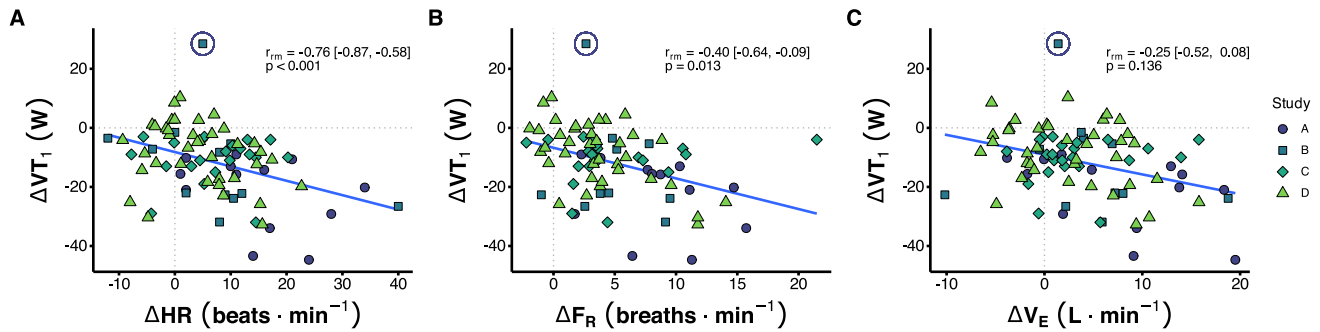 A
B
C
r_rm = -0.76 [-0.87, -0.58]
p < 0.001
r_rm = -0.40 [-0.64, -0.09]
p = 0.013
r_rm = -0.25 [-0.52, 0.08]
p = 0.136
ΔVT₁ (W)
20
0
-20
-40
-10 0 10 20 30 40
ΔHR (beats · min⁻¹)
ΔVT₁ (W)
20
0
-20
-40
0 5 10 15 20
ΔF_R (breaths · min⁻¹)
ΔVT₁ (W)
20
0
-20
-40
-10 0 10 20
ΔV_E (L · min⁻¹)
Study
A
B
C
D